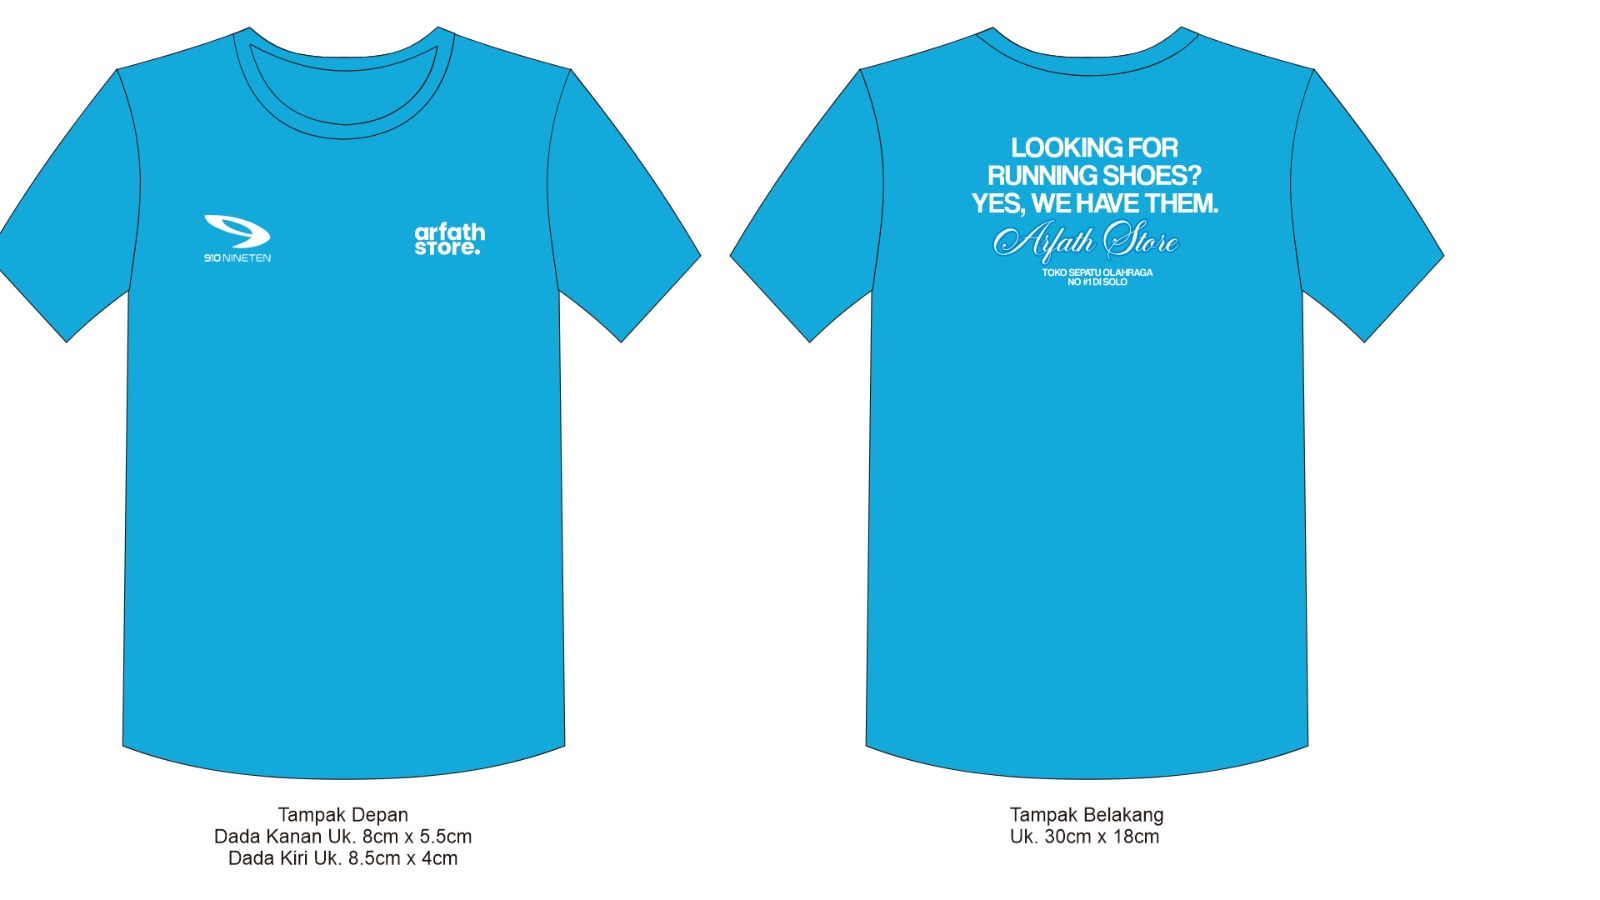 910 NINETEN
arfath
store.
LOOKING FOR
RUNNING SHOES?
YES, WE HAVE THEM.
Arfath Store
TOKO SEPATU OLAHRAGA
NO #1 DI SOLO
Tampak Depan
Dada Kanan Uk. 8cm x 5.5cm
Dada Kiri Uk. 8.5cm x 4cm
Tampak Belakang
Uk. 30cm x 18cm